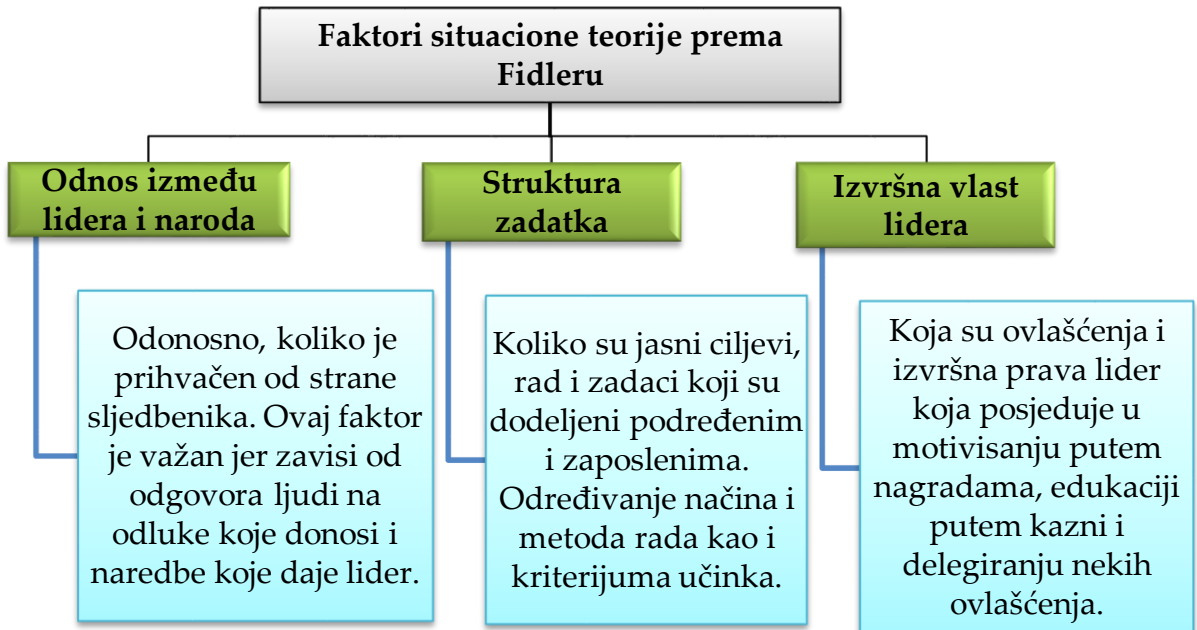 Faktori situacione teorije prema
Fidleru
Odnos između
lidera i naroda
Odonosno, koliko je
prihvačen od strane
sljedbenika. Ovaj faktor
je važan jer zavisi od
odgovora ljudi na
odluke koje donosi i
naredbe koje daje lider.
Struktura
zadatka
Koliko su jasni ciljevi,
rad i zadaci koji su
dodeljeni podređenim
i zaposlenima.
Određivanje načina i
metoda rada kao i
kriterijuma učinka.
Izvršna vlast
lidera
Koja su ovlašćenja i
izvršna prava lider
koja posjeduje u
motivisanju putem
nagradama, edukaciji
putem kazni i
delegiranju nekih
ovlašćenja.